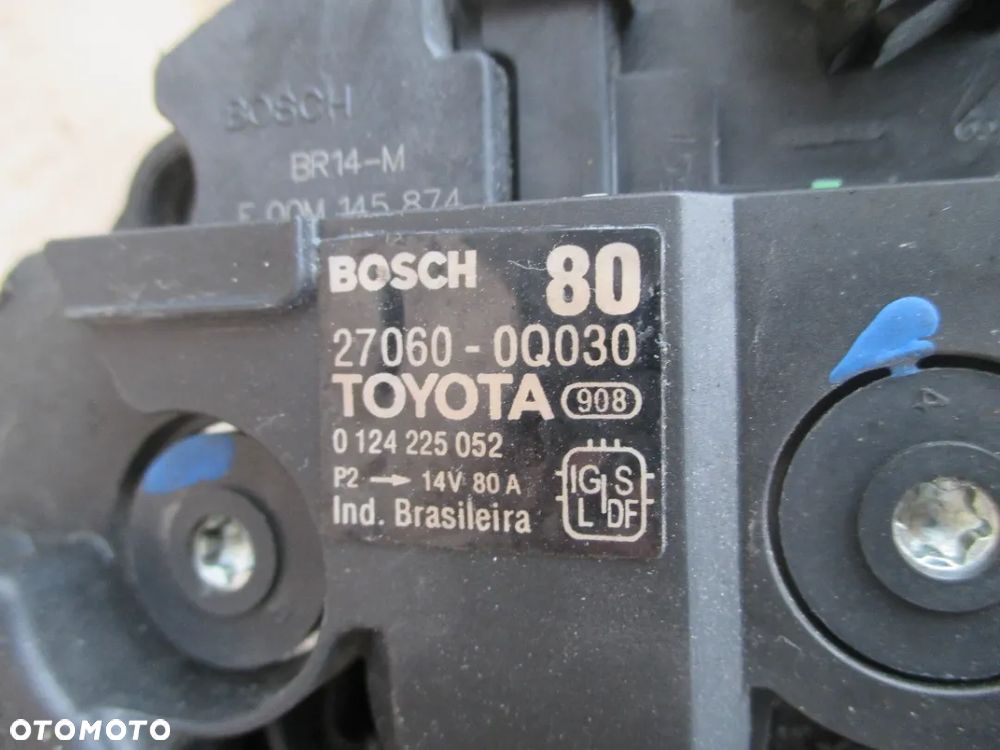 BOSCH
BR14-M
F 00M 145 874
BOSCH 80
27060 - 0Q030
TOYOTA 908
0 124 225 052
P2 → 14V 80 A
Ind. Brasileira
IG S
L DF
4
OTOMOTO